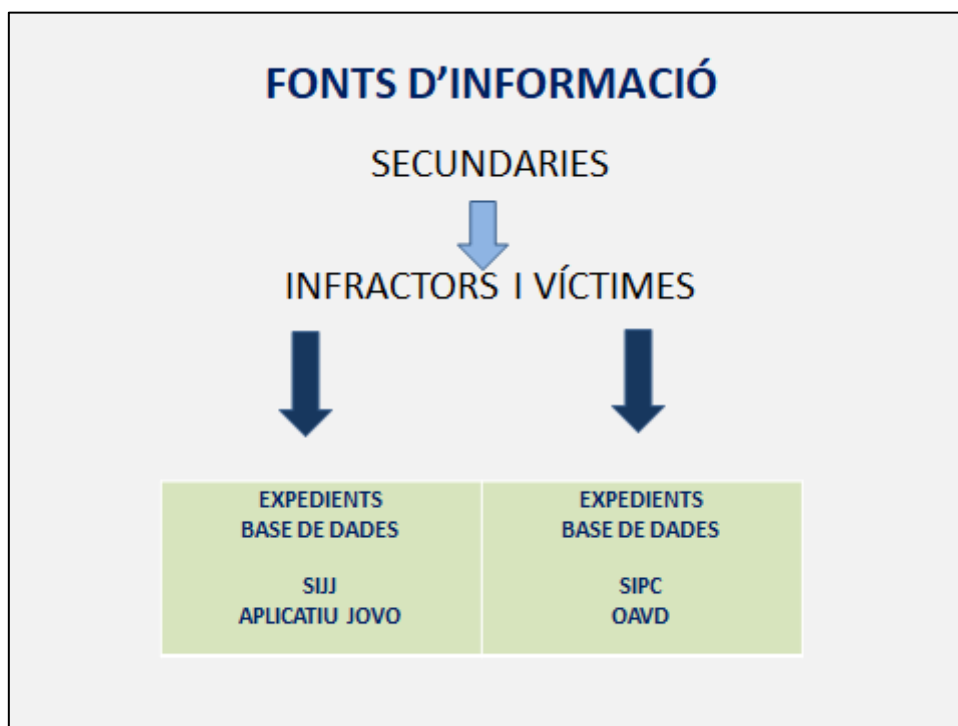 FONTS D'INFORMACIÓ
SECUNDARIES
INFRACTORS I VÍCTIMES
EXPEDIENTS
BASE DE DADES
SIJJ
APLICATIU JOVO
EXPEDIENTS
BASE DE DADES
SIPC
OAVD